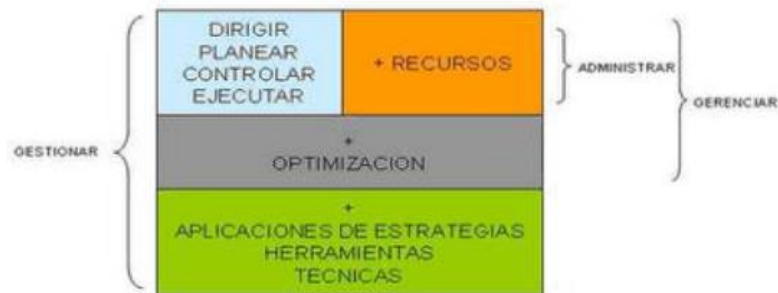 DIRIGIR
PLANEAR
CONTROLAR
EJECUTAR
+ RECURSOS
ADMINISTRAR
GERENCIAR
GESTIONAR
+
OPTIMIZACION
+
APLICACIONES DE ESTRATEGIAS
HERRAMIENTAS
TECNICAS